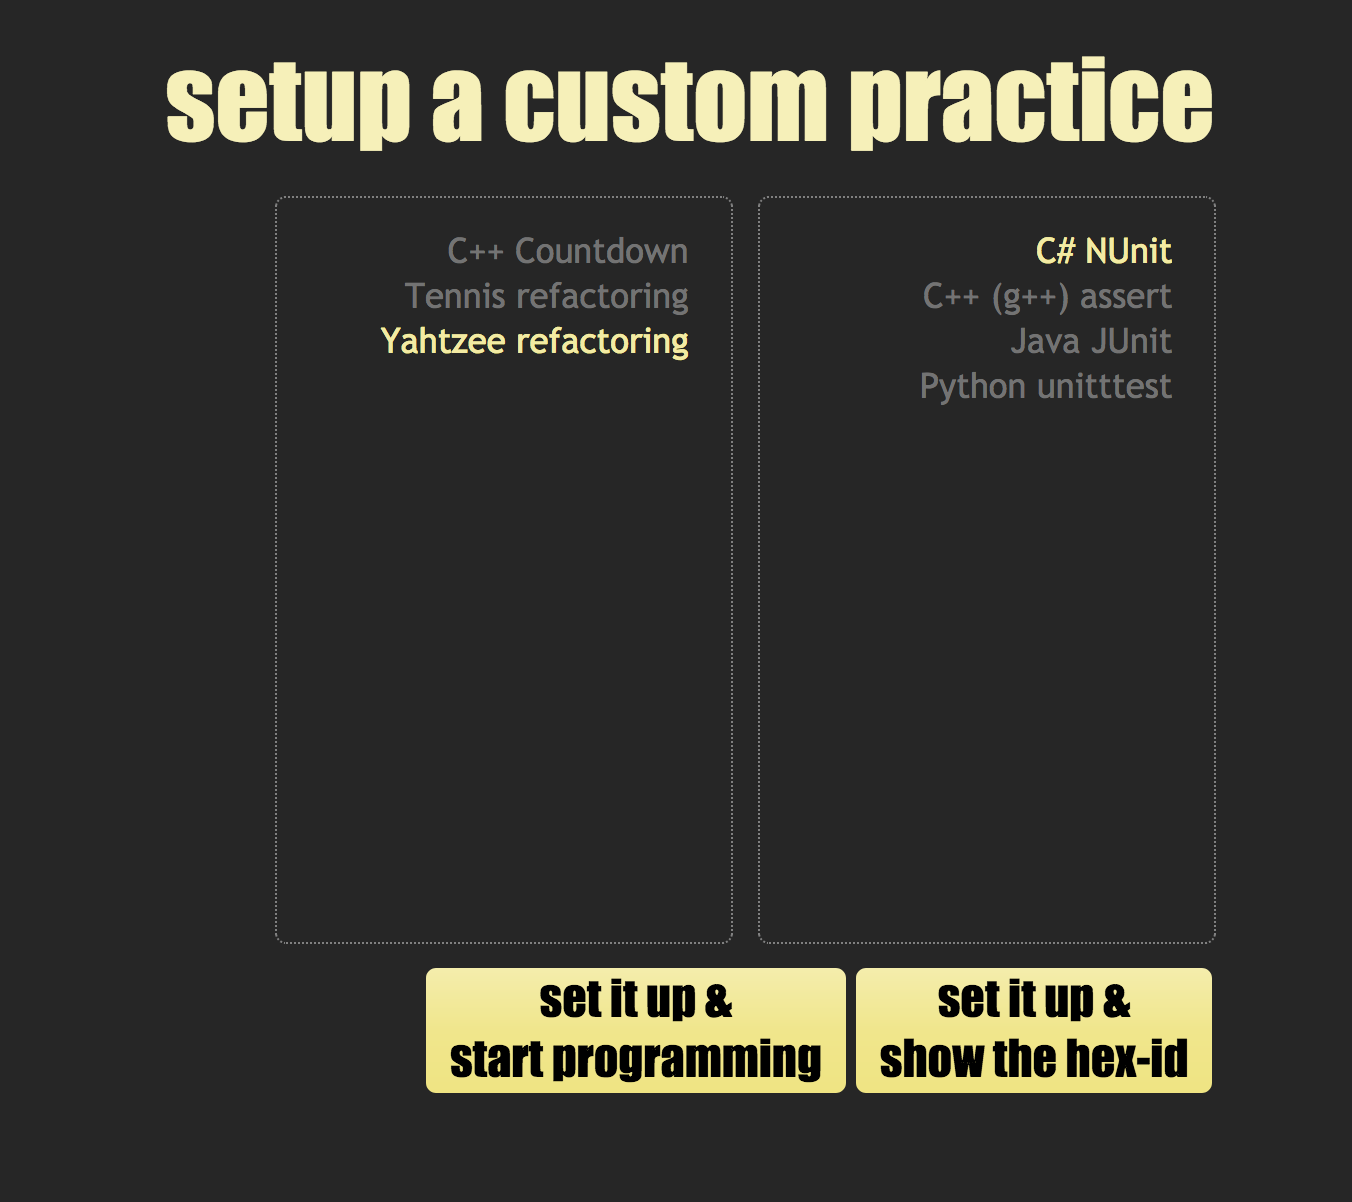 setup a custom practice
C++ Countdown
Tennis refactoring
Yahtzee refactoring
C# NUnit
C++ (g++) assert
Java JUnit
Python unitttest
set it up &
start programming
set it up &
show the hex-id